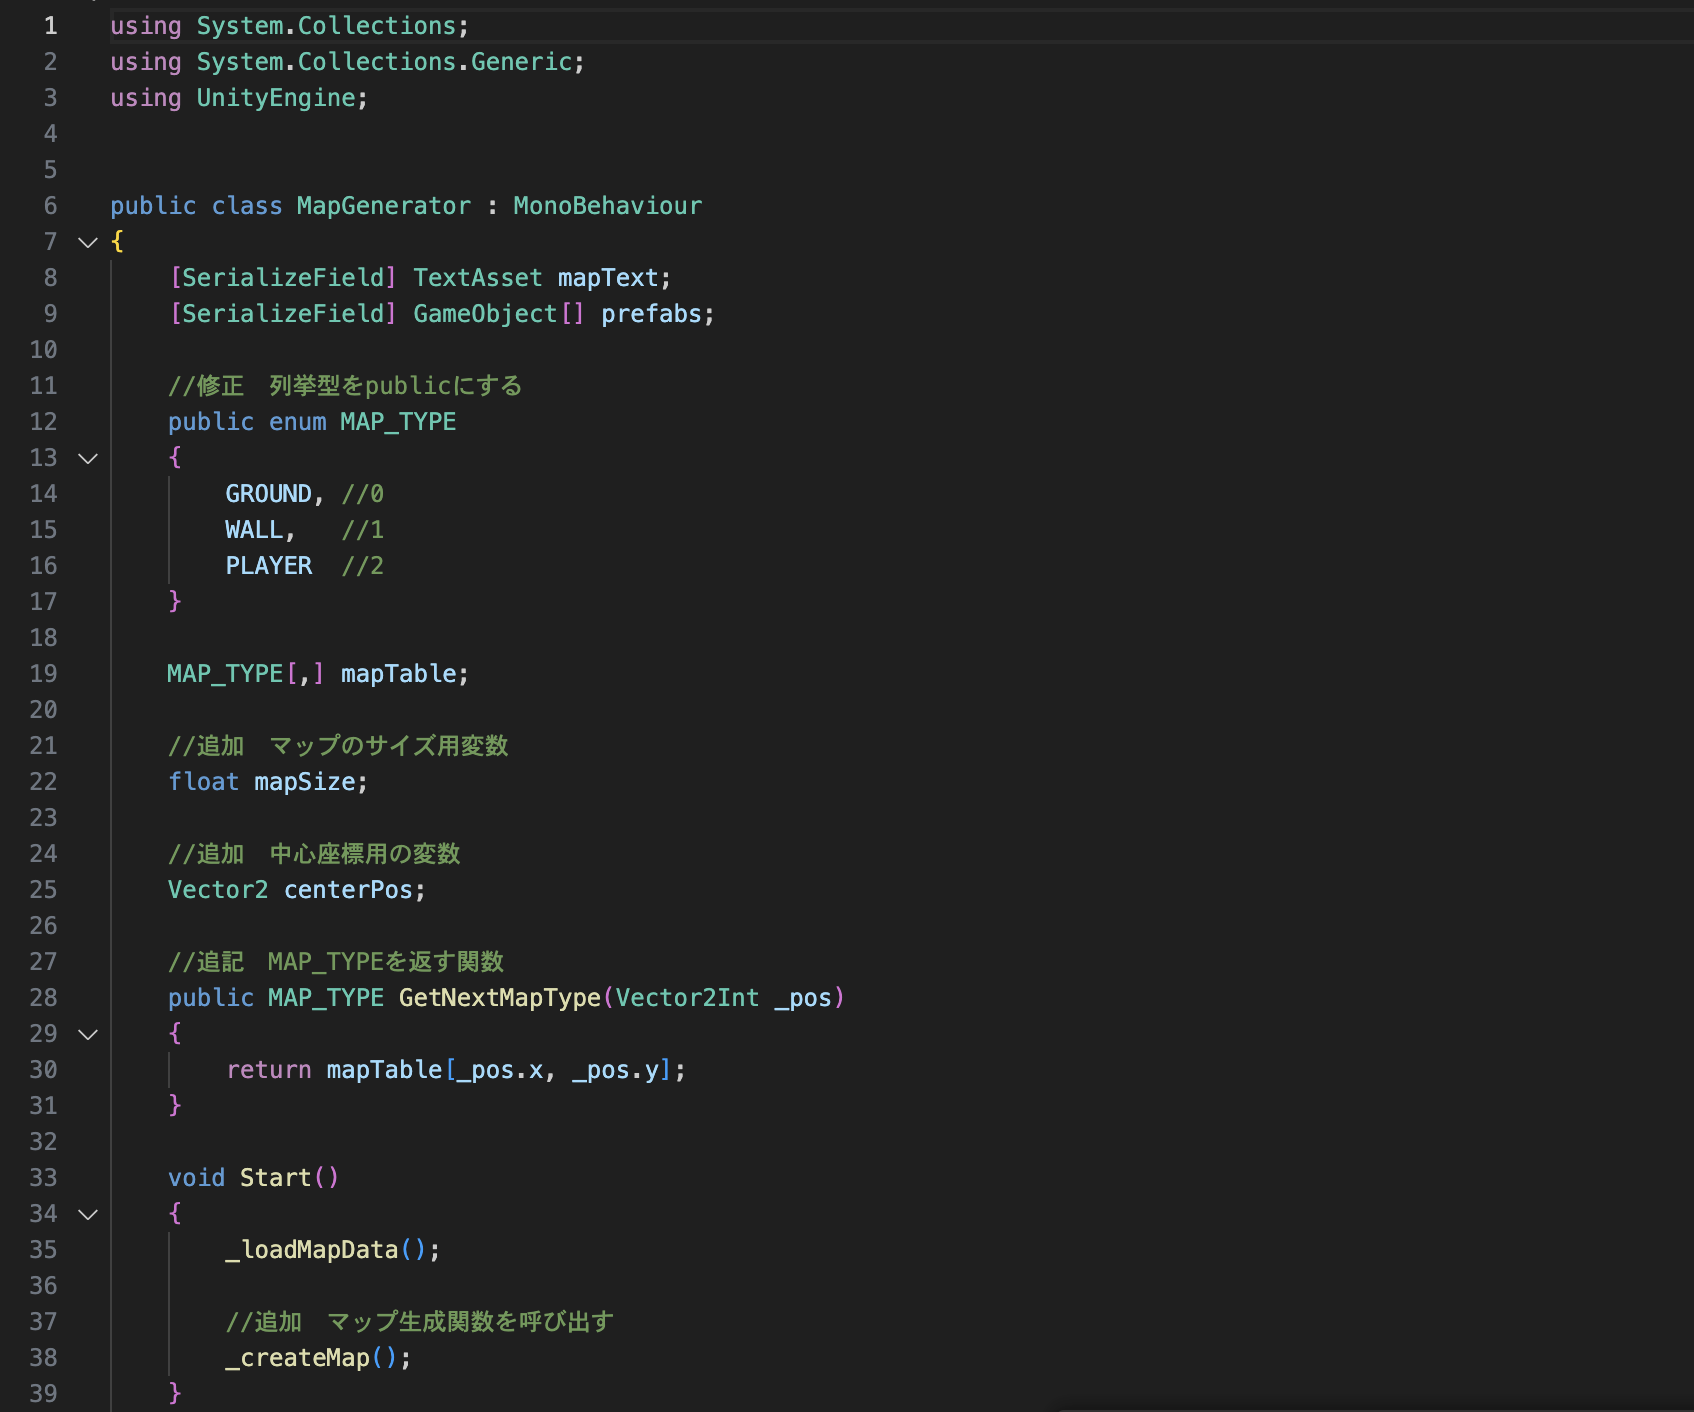 1 using System.Collections;
2 using System.Collections.Generic;
3 using UnityEngine;
4
5
6 public class MapGenerator : MonoBehaviour
7 {
8     [SerializeField] TextAsset mapText;
9     [SerializeField] GameObject[] prefabs;
10
11     //修正　列挙型をpublicにする
12     public enum MAP_TYPE
13     {
14         GROUND, //0
15         WALL,   //1
16         PLAYER  //2
17     }
18
19     MAP_TYPE[,] mapTable;
20
21     //追加　マップのサイズ用変数
22     float mapSize;
23
24     //追加　中心座標用の変数
25     Vector2 centerPos;
26
27     //追記　MAP_TYPEを返す関数
28     public MAP_TYPE GetNextMapType(Vector2Int _pos)
29     {
30         return mapTable[_pos.x, _pos.y];
31     }
32
33     void Start()
34     {
35         _loadMapData();
36
37         //追加　マップ生成関数を呼び出す
38         _createMap();
39     }